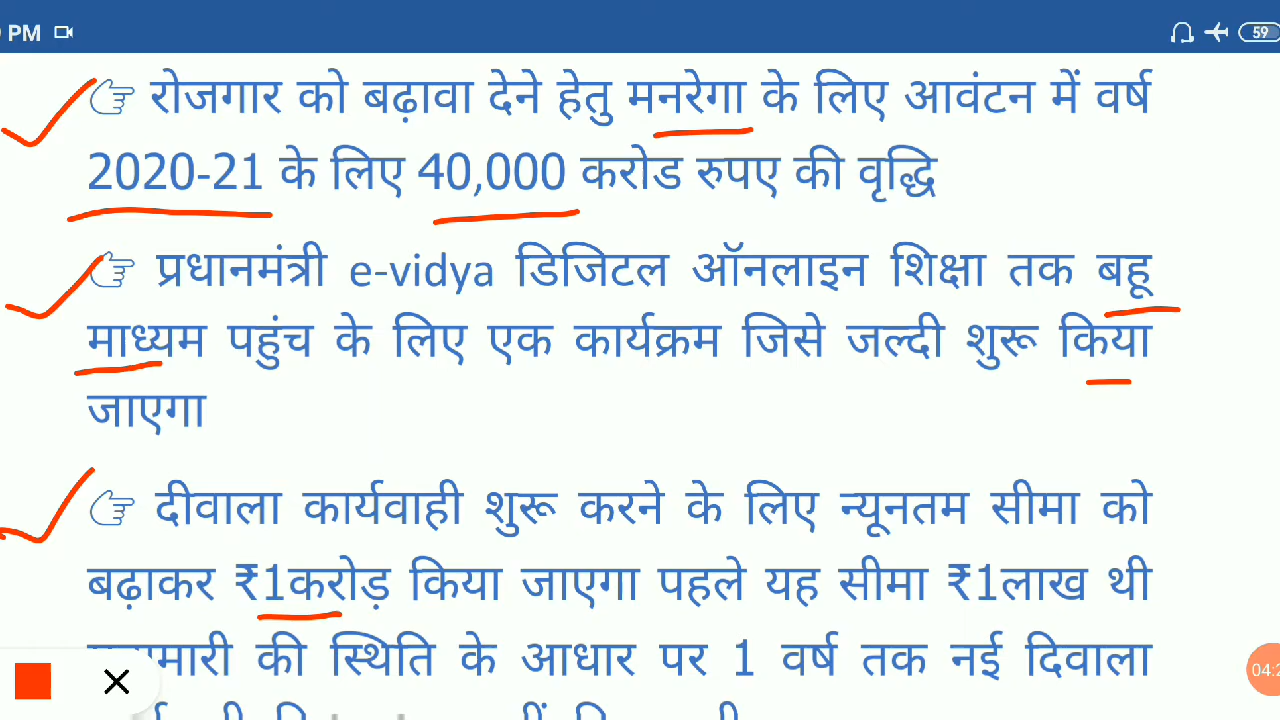 PM 59
☞ रोजगार को बढ़ावा देने हेतु मनरेगा के लिए आवंटन में वर्ष
2020-21 के लिए 40,000 करोड रुपए की वृद्धि
☞ प्रधानमंत्री e-vidya डिजिटल ऑनलाइन शिक्षा तक बहू
माध्यम पहुंच के लिए एक कार्यक्रम जिसे जल्दी शुरू किया
जाएगा
☞ दीवाला कार्यवाही शुरू करने के लिए न्यूनतम सीमा को
बढ़ाकर ₹1करोड़ किया जाएगा पहले यह सीमा ₹1लाख थी
की स्थिति के आधार पर 1 वर्ष तक नई दिवाला